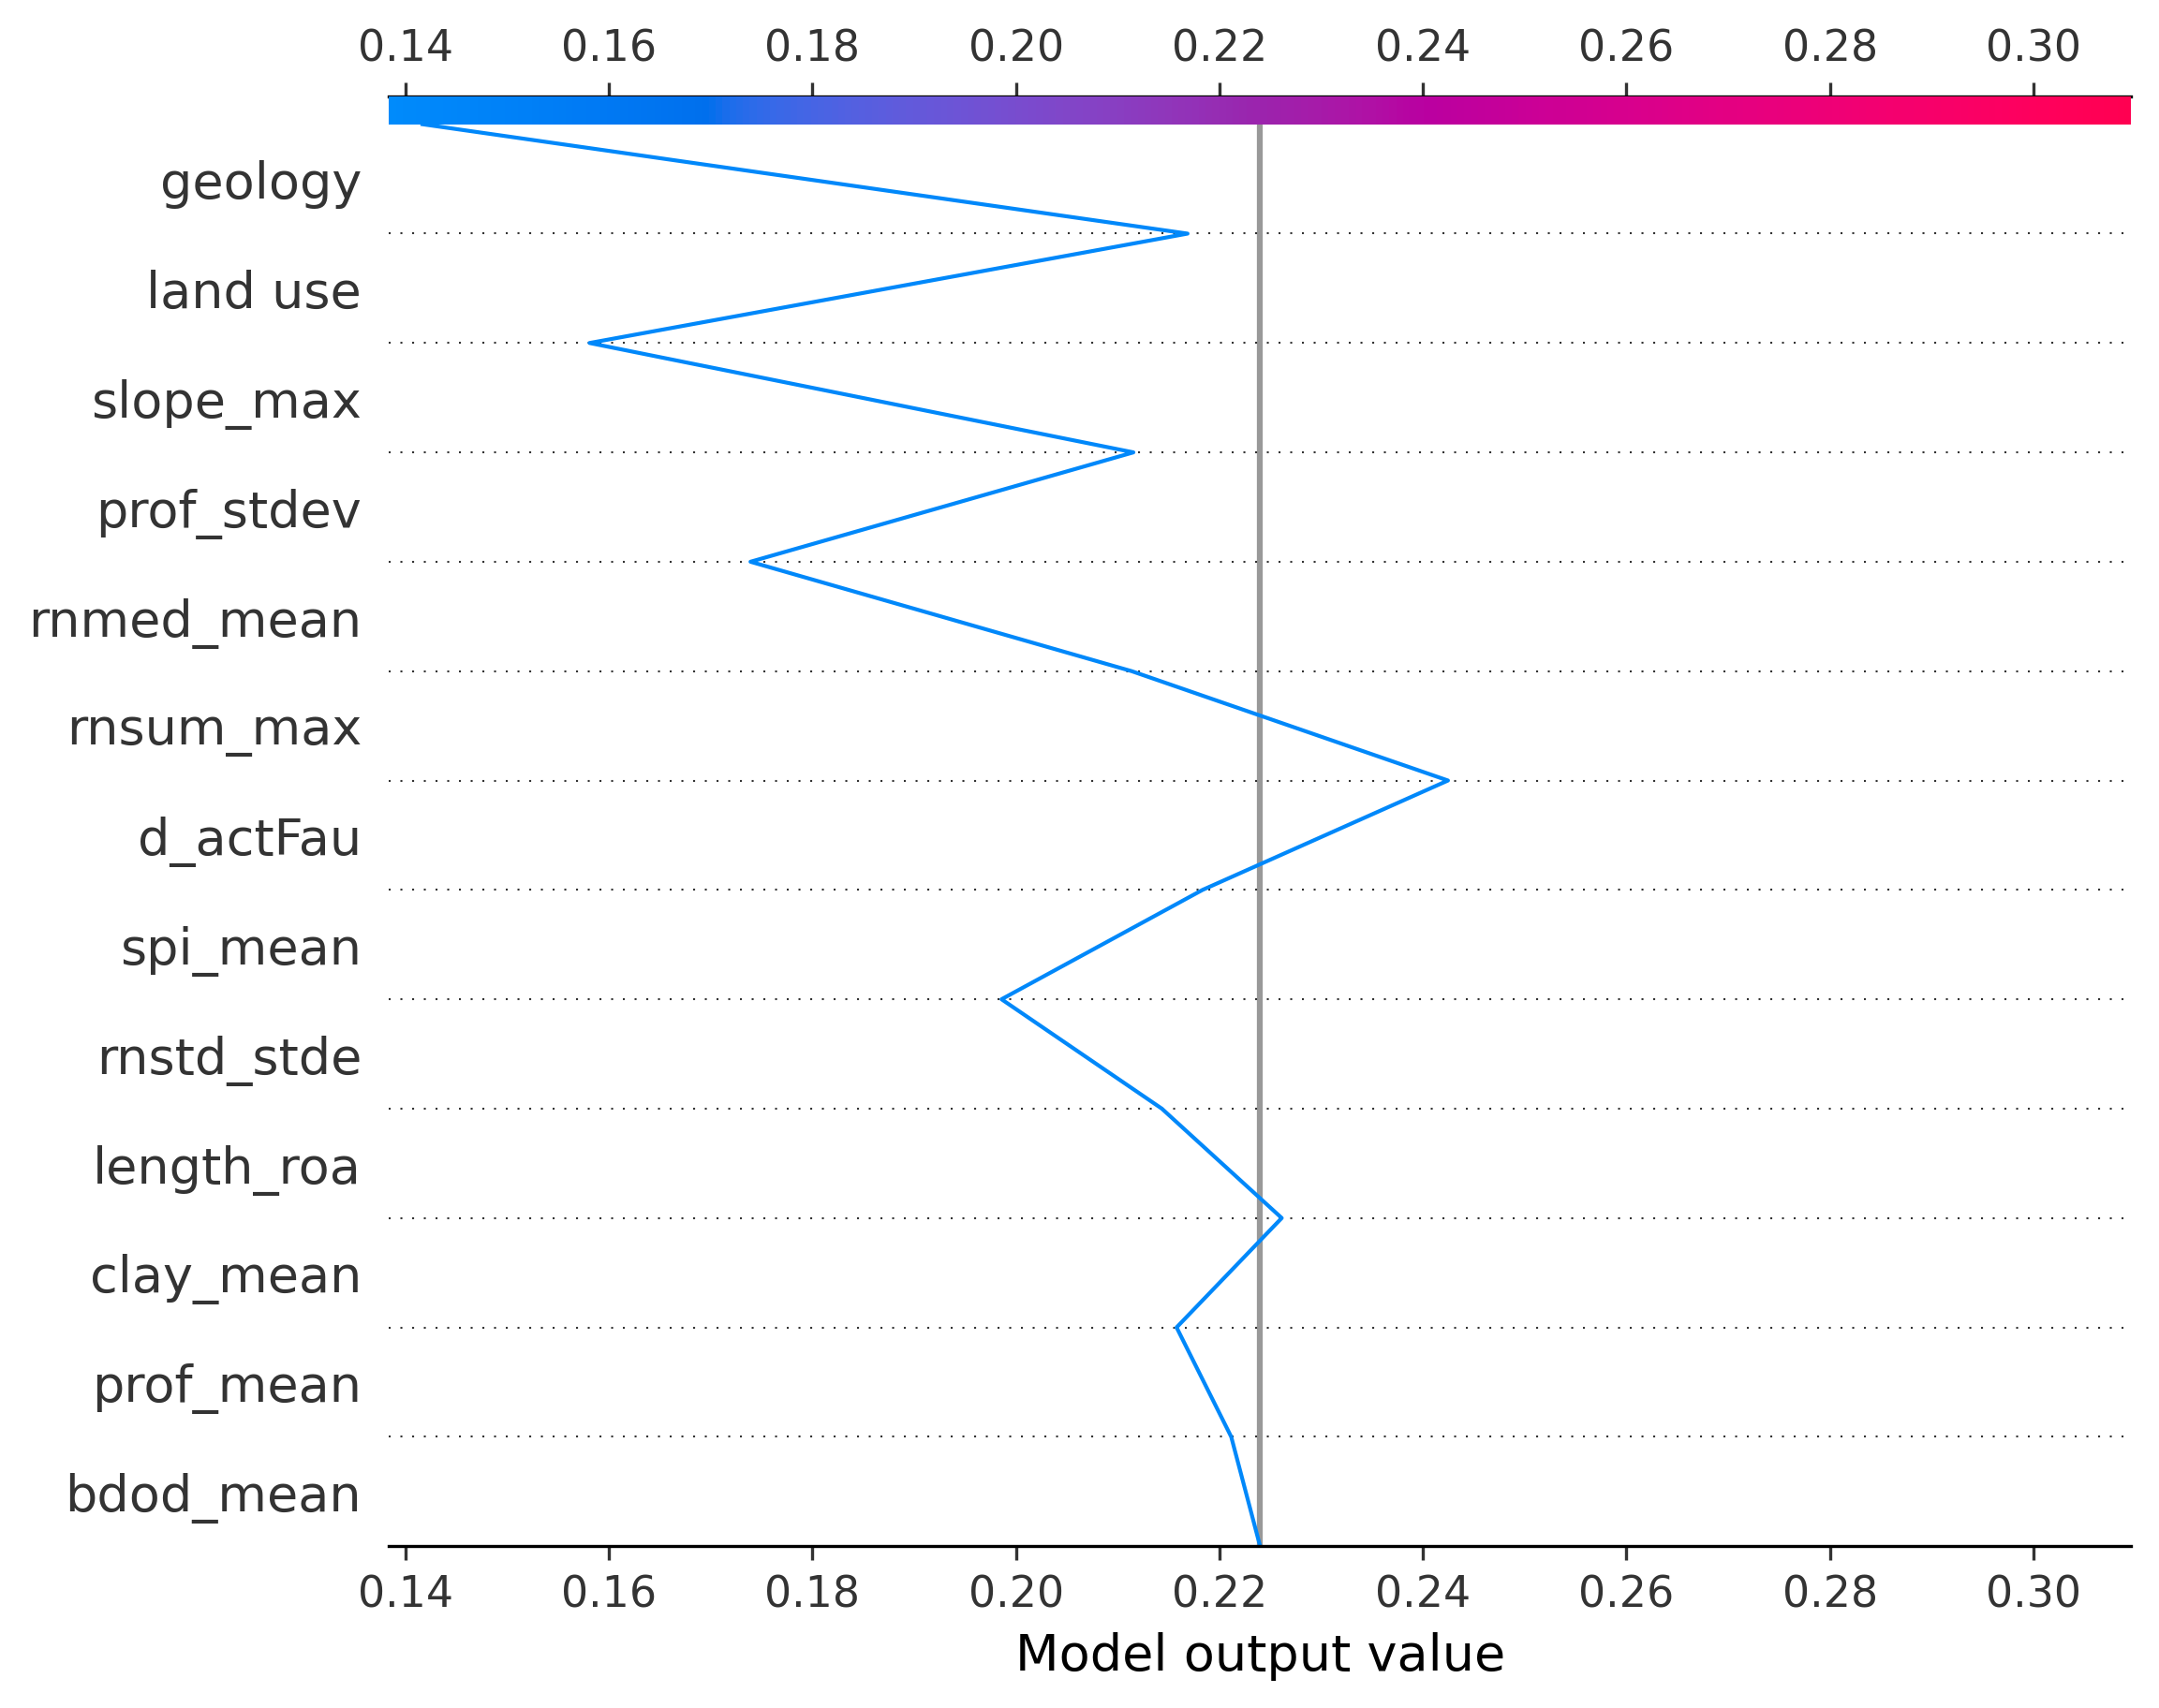 0.14 0.16 0.18 0.20 0.22 0.24 0.26 0.28 0.30
geology
land use
slope_max
prof_stdev
rnmed_mean
rnsum_max
d_actFau
spi_mean
rnstd_stde
length_roa
clay_mean
prof_mean
bdod_mean
0.14 0.16 0.18 0.20 0.22 0.24 0.26 0.28 0.30
Model output value